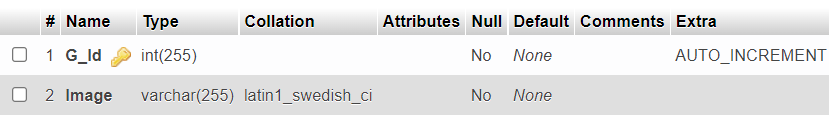 # Name Type Collation Attributes Null Default Comments Extra
1 G_Id int(255) No None AUTO_INCREMENT
2 Image varchar(255) latin1_swedish_ci No None